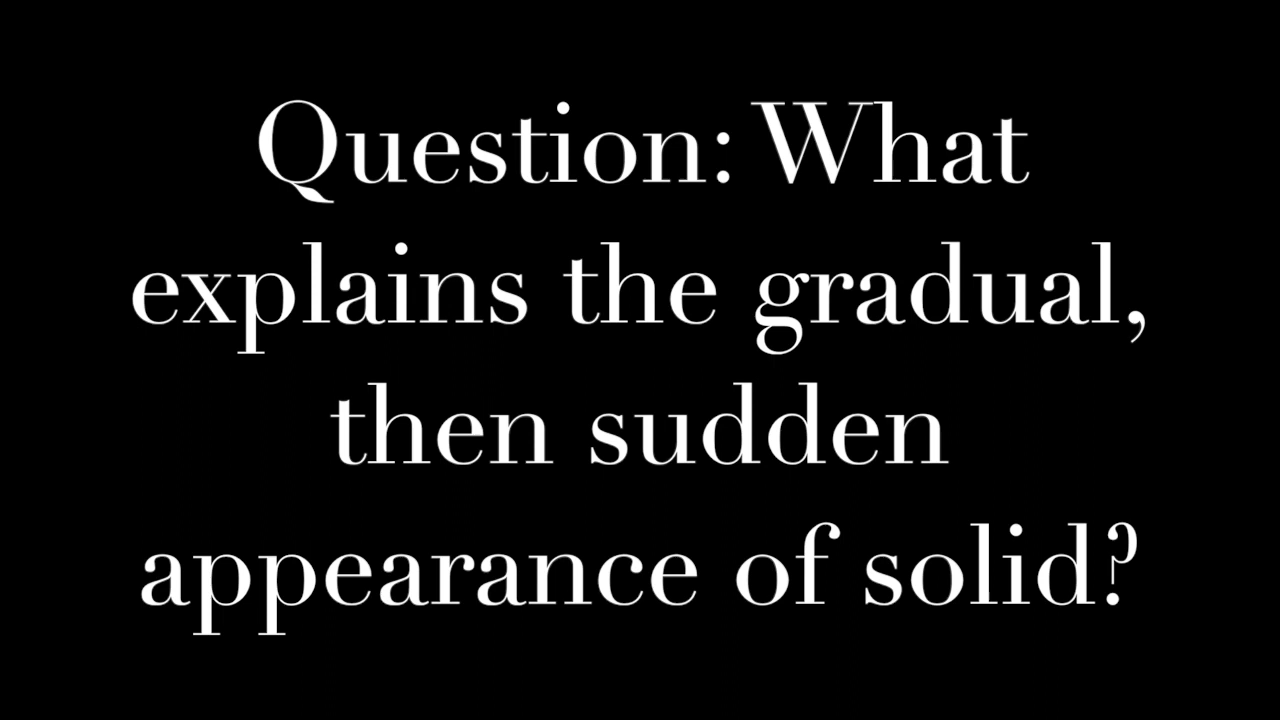 Question: What
explains the gradual,
then sudden
appearance of solid?